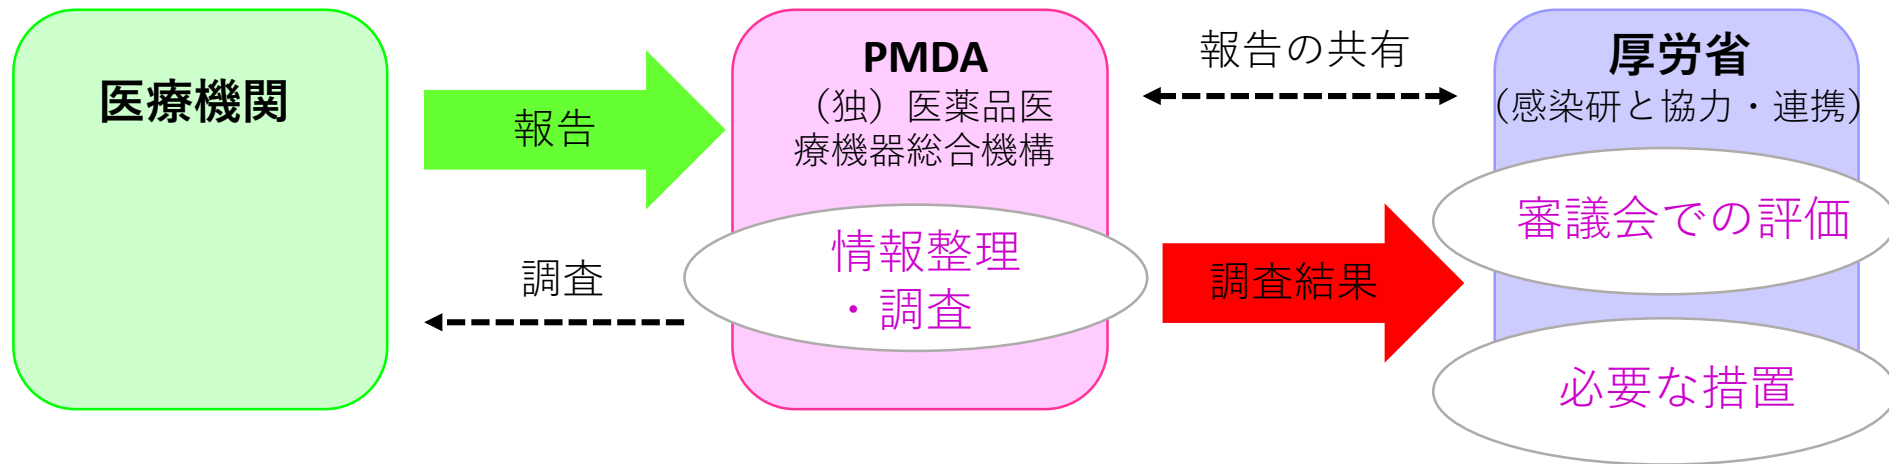 医療機関
報告
調査
PMDA
（独）医薬品医
療機器総合機構
情報整理
・調査
報告の共有
調査結果
厚労省
（感染研と協力・連携）
審議会での評価
必要な措置